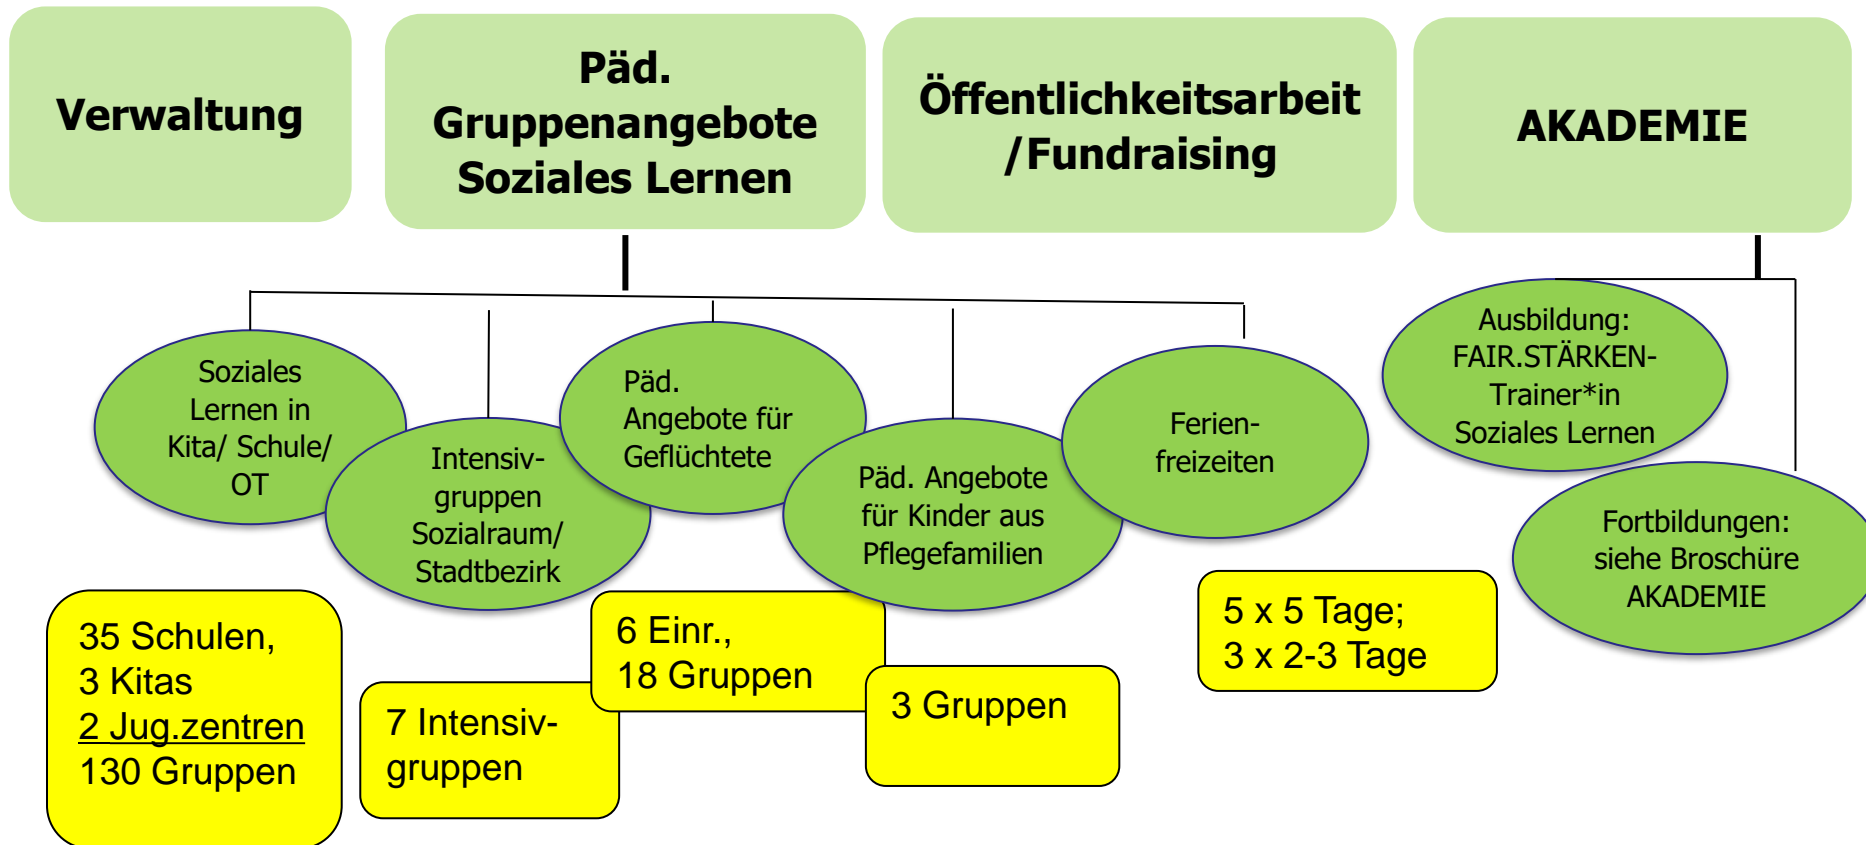 Verwaltung
Päd.
Gruppenangebote
Soziales Lernen
Öffentlichkeitsarbeit
/Fundraising
AKADEMIE
Soziales
Lernen in
Kita/ Schule/
OT
Intensiv-
gruppen
Sozialraum/
Stadtbezirk
Päd.
Angebote für
Geflüchtete
Päd. Angebote
für Kinder aus
Pflegefamilien
Ferien-
freizeiten
Ausbildung:
FAIR.STÄRKEN-
Trainer*in
Soziales Lernen
Fortbildungen:
siehe Broschüre
AKADEMIE
35 Schulen,
3 Kitas
2 Jug.zentren
130 Gruppen
7 Intensiv-
gruppen
6 Einr.,
18 Gruppen
3 Gruppen
5 x 5 Tage;
3 x 2-3 Tage